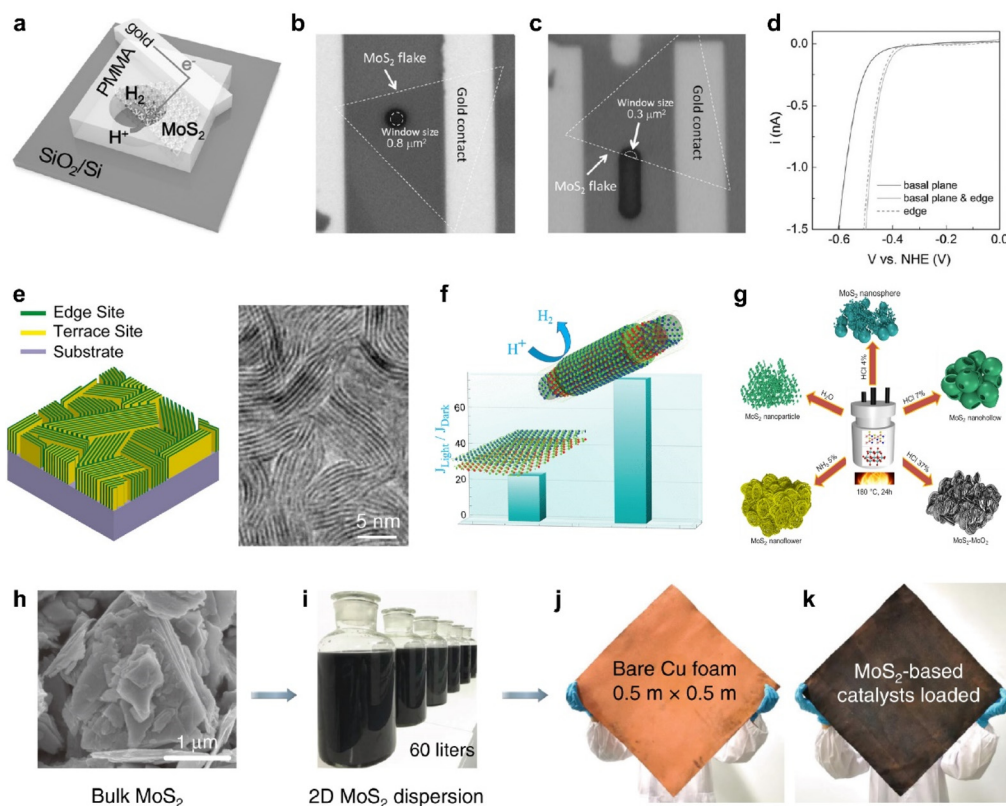 a
gold
e-
PMMA
H2
H+
MoS2
SiO2/Si
b
MoS2 flake
Window size
0.8 µm2
Gold contact
c
Window size
0.3 µm2
MoS2 flake
Gold contact
d
0.0
-0.5
-1.0
-1.5
i (uA)
basal plane
basal plane & edge
edge
-0.6
-0.4
-0.2
0.0
V vs. NHE (V)
e
Edge Site
Terrace Site
Substrate
5 nm
f
H2
H+
80
60
40
20
0
JLight / JDark
g
MoS2 nanosphere
HCl 4%
MoS2 nanoparticle
H2O
HCl 7%
MoS2 nanohollow
NH3 5%
HCl 37%
180 °C, 24h
MoS2 nanoflower
MoS2-MoO2
h
1 µm
Bulk MoS2
i
60 liters
2D MoS2 dispersion
j
Bare Cu foam
0.5 m × 0.5 m
k
MoS2-based
catalysts loaded